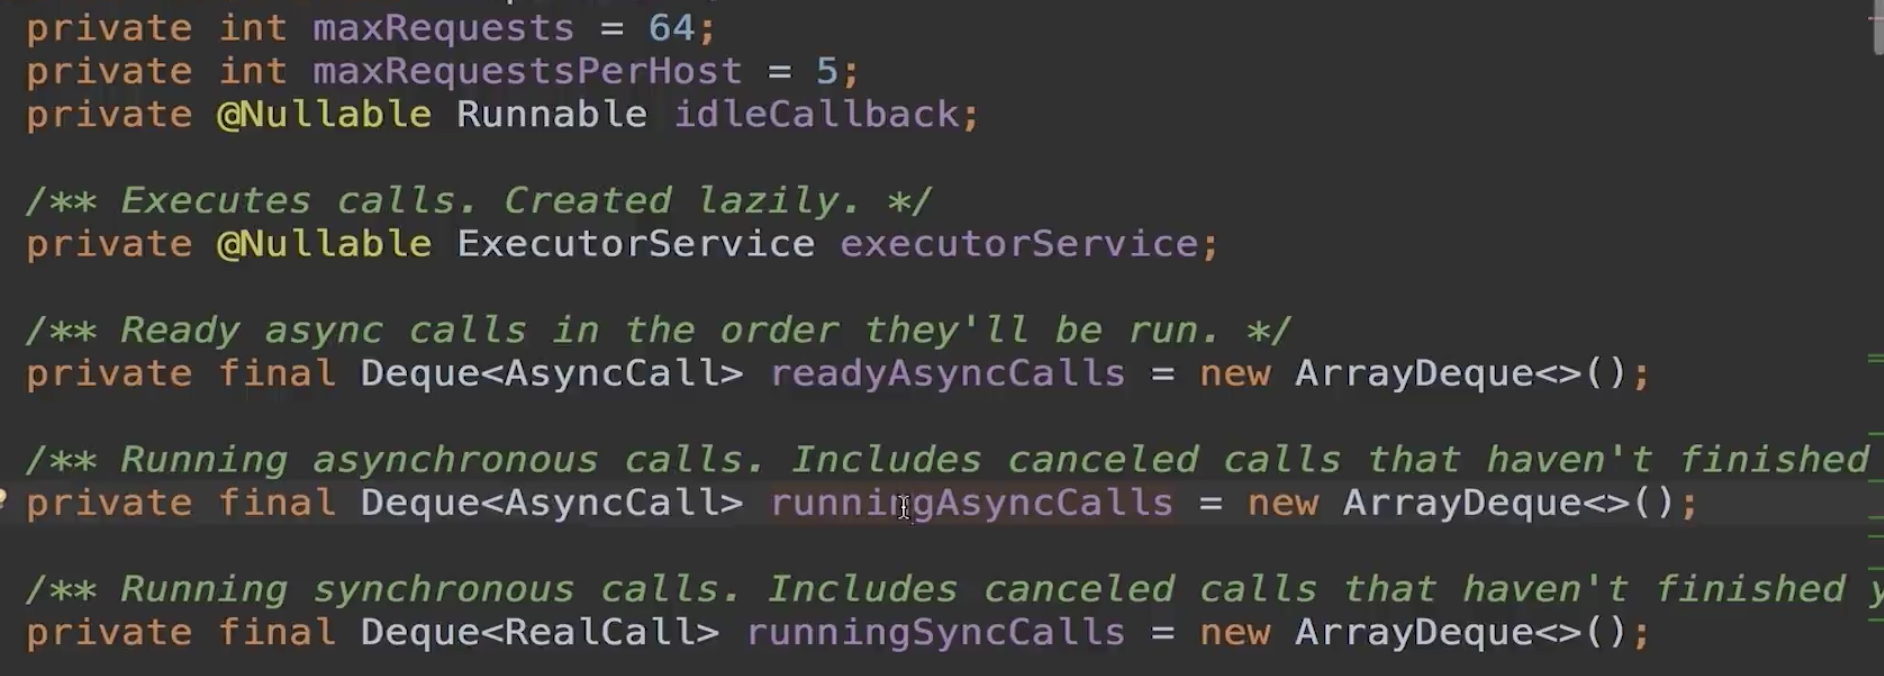 private int maxRequests = 64;
private int maxRequestsPerHost = 5;
private @Nullable Runnable idleCallback;
/** Executes calls. Created lazily. */
private @Nullable ExecutorService executorService;
/** Ready async calls in the order they'll be run. */
private final Deque<AsyncCall> readyAsyncCalls = new ArrayDeque<>();
/** Running asynchronous calls. Includes canceled calls that haven't finished
private final Deque<AsyncCall> runningAsyncCalls = new ArrayDeque<>();
/** Running synchronous calls. Includes canceled calls that haven't finished y
private final Deque<RealCall> runningSyncCalls = new ArrayDeque<>();